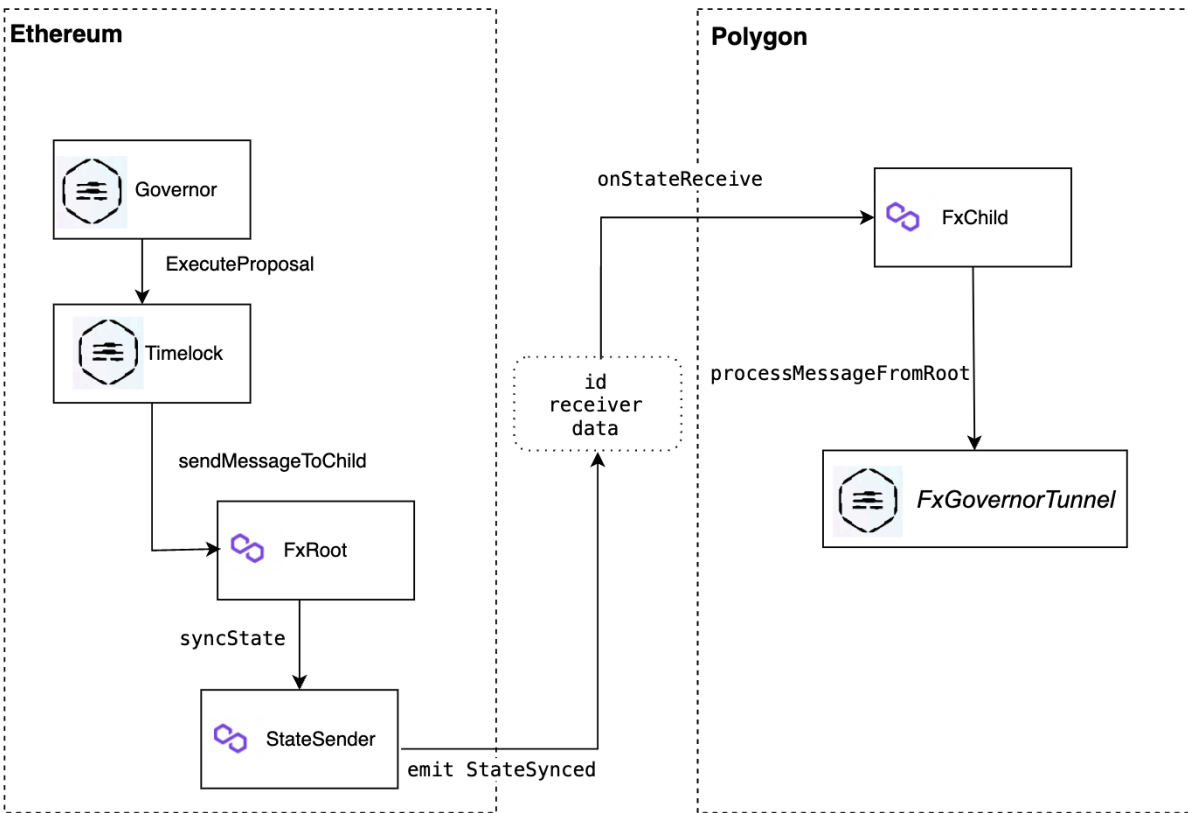 Ethereum
Polygon
Governor
ExecuteProposal
Timelock
sendMessageToChild
FxRoot
syncState
StateSender
emit StateSynced
id
receiver
data
onStateReceive
FxChild
processMessageFromRoot
FxGovernorTunnel